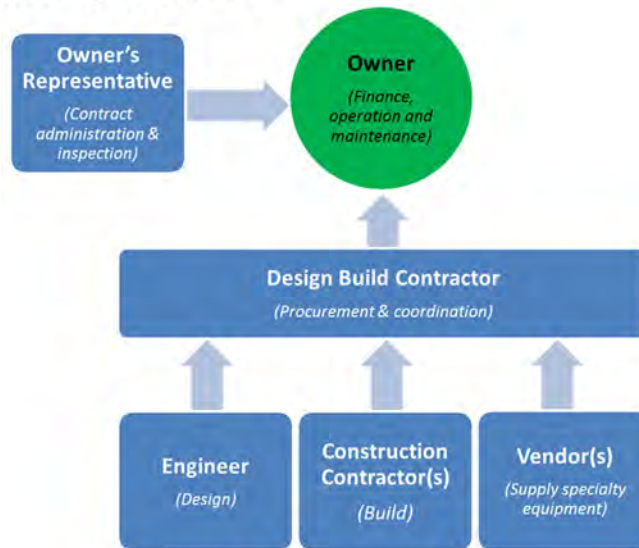 Owner's
Representative
(Contract
administration &
inspection)
Owner
(Finance,
operation and
maintenance)
Design Build Contractor
(Procurement & coordination)
Engineer
(Design)
Construction
Contractor(s)
(Build)
Vendor(s)
(Supply specialty
equipment)